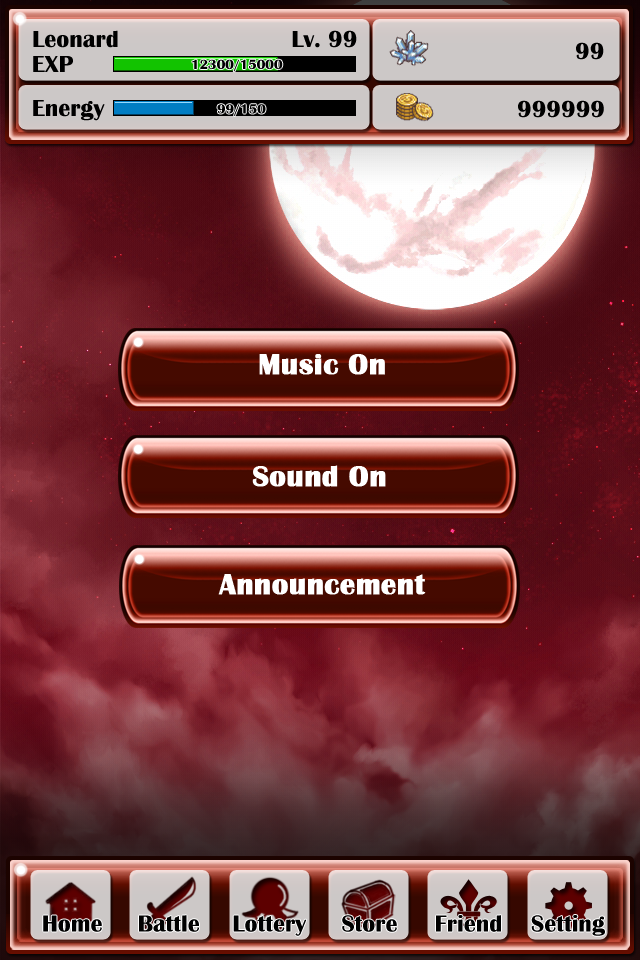 Leonard Lv. 99
EXP 12300/15000
99
Energy 99/150
999999
Music On
Sound On
Announcement
Home Battle Lottery Store Friend Setting